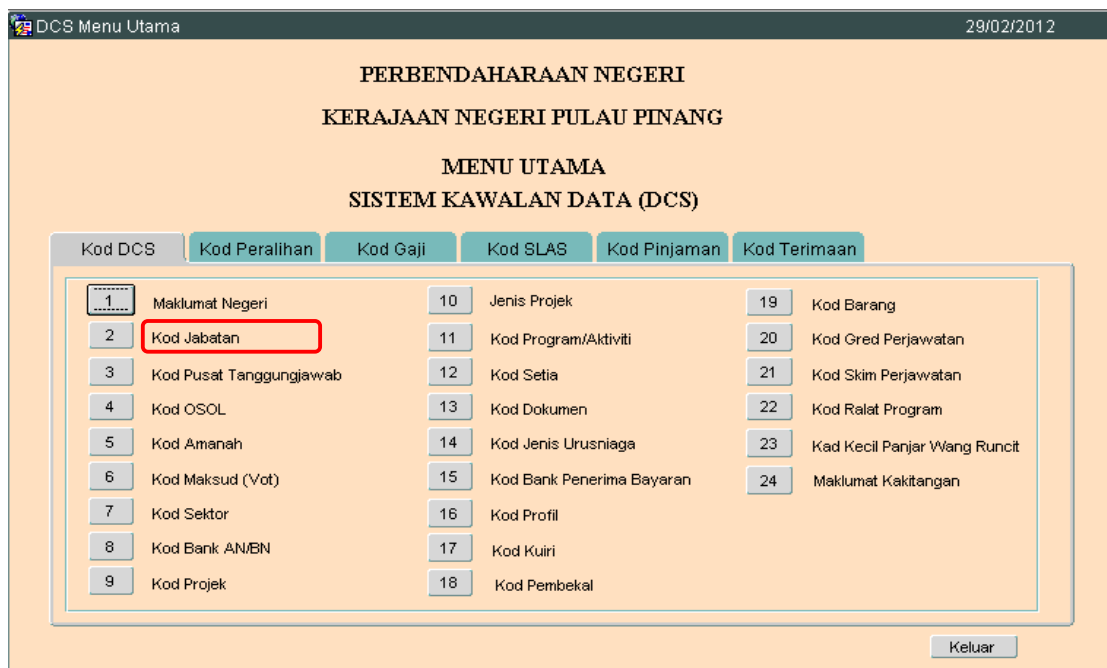 DCS Menu Utama 29/02/2012
PERBENDAHARAAN NEGERI
KERAJAAN NEGERI PULAU PINANG
MENU UTAMA
SISTEM KAWALAN DATA (DCS)
Kod DCS Kod Peralihan Kod Gaji Kod SLAS Kod Pinjaman Kod Terimaan
1 Maklumat Negeri
2 Kod Jabatan
3 Kod Pusat Tanggungjawab
4 Kod OSOL
5 Kod Amanah
6 Kod Maksud (Vot)
7 Kod Sektor
8 Kod Bank AN/BN
9 Kod Projek
10 Jenis Projek
11 Kod Program/Aktiviti
12 Kod Setia
13 Kod Dokumen
14 Kod Jenis Urusniaga
15 Kod Bank Penerima Bayaran
16 Kod Profil
17 Kod Kuiri
18 Kod Pembekal
19 Kod Barang
20 Kod Gred Perjawatan
21 Kod Skim Perjawatan
22 Kod Ralat Program
23 Kad Kecil Panjar Wang Runcit
24 Maklumat Kakitangan
Keluar